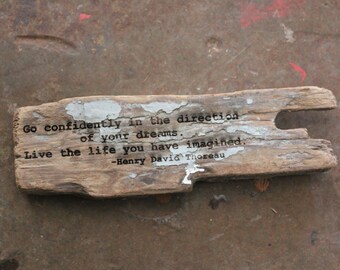 Go confidently in the direction
of your dreams.
Live the life you have imagined.
-Henry David Thoreau